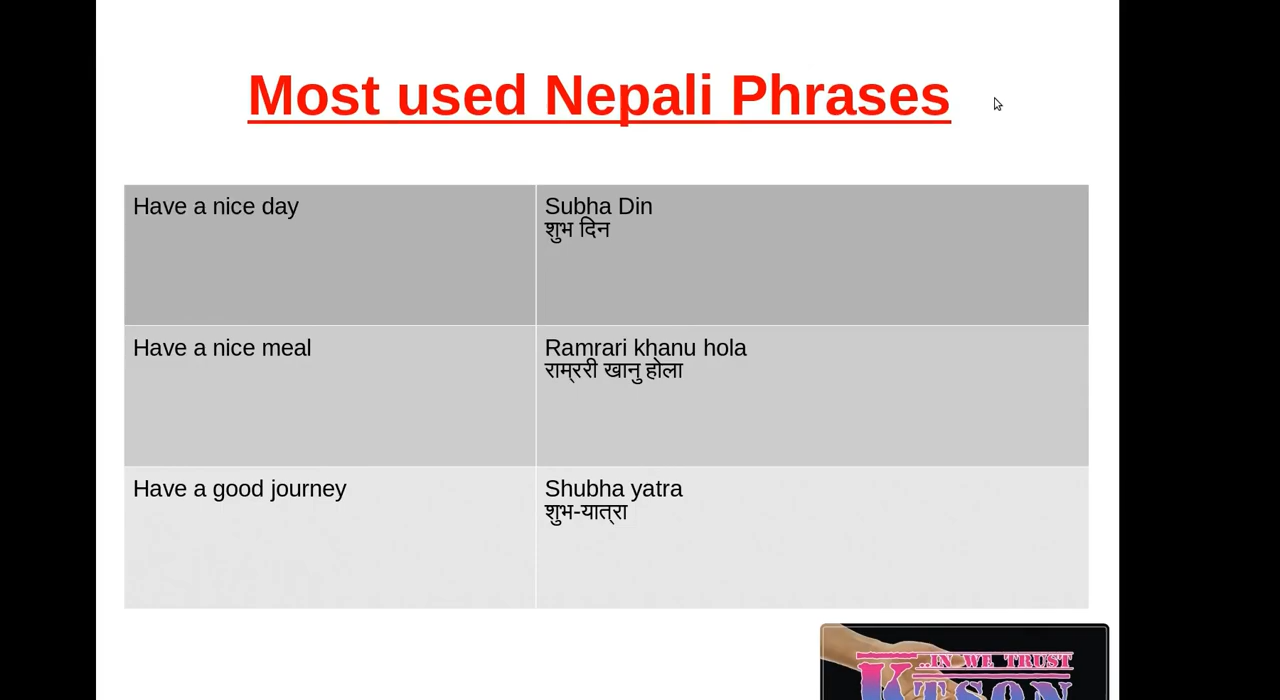 Most used Nepali Phrases
Have a nice day
Subha Din
शुभ दिन
Have a nice meal
Ramrari khanu hola
राम्ररी खानु होला
Have a good journey
Shubha yatra
शुभ-यात्रा
..IN WE TRUST